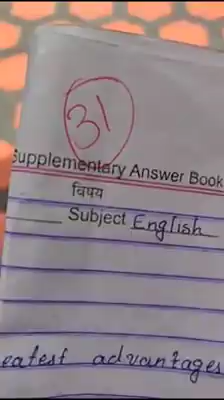 31
Supplementary Answer Book
विषय
Subject English
eatest advantages